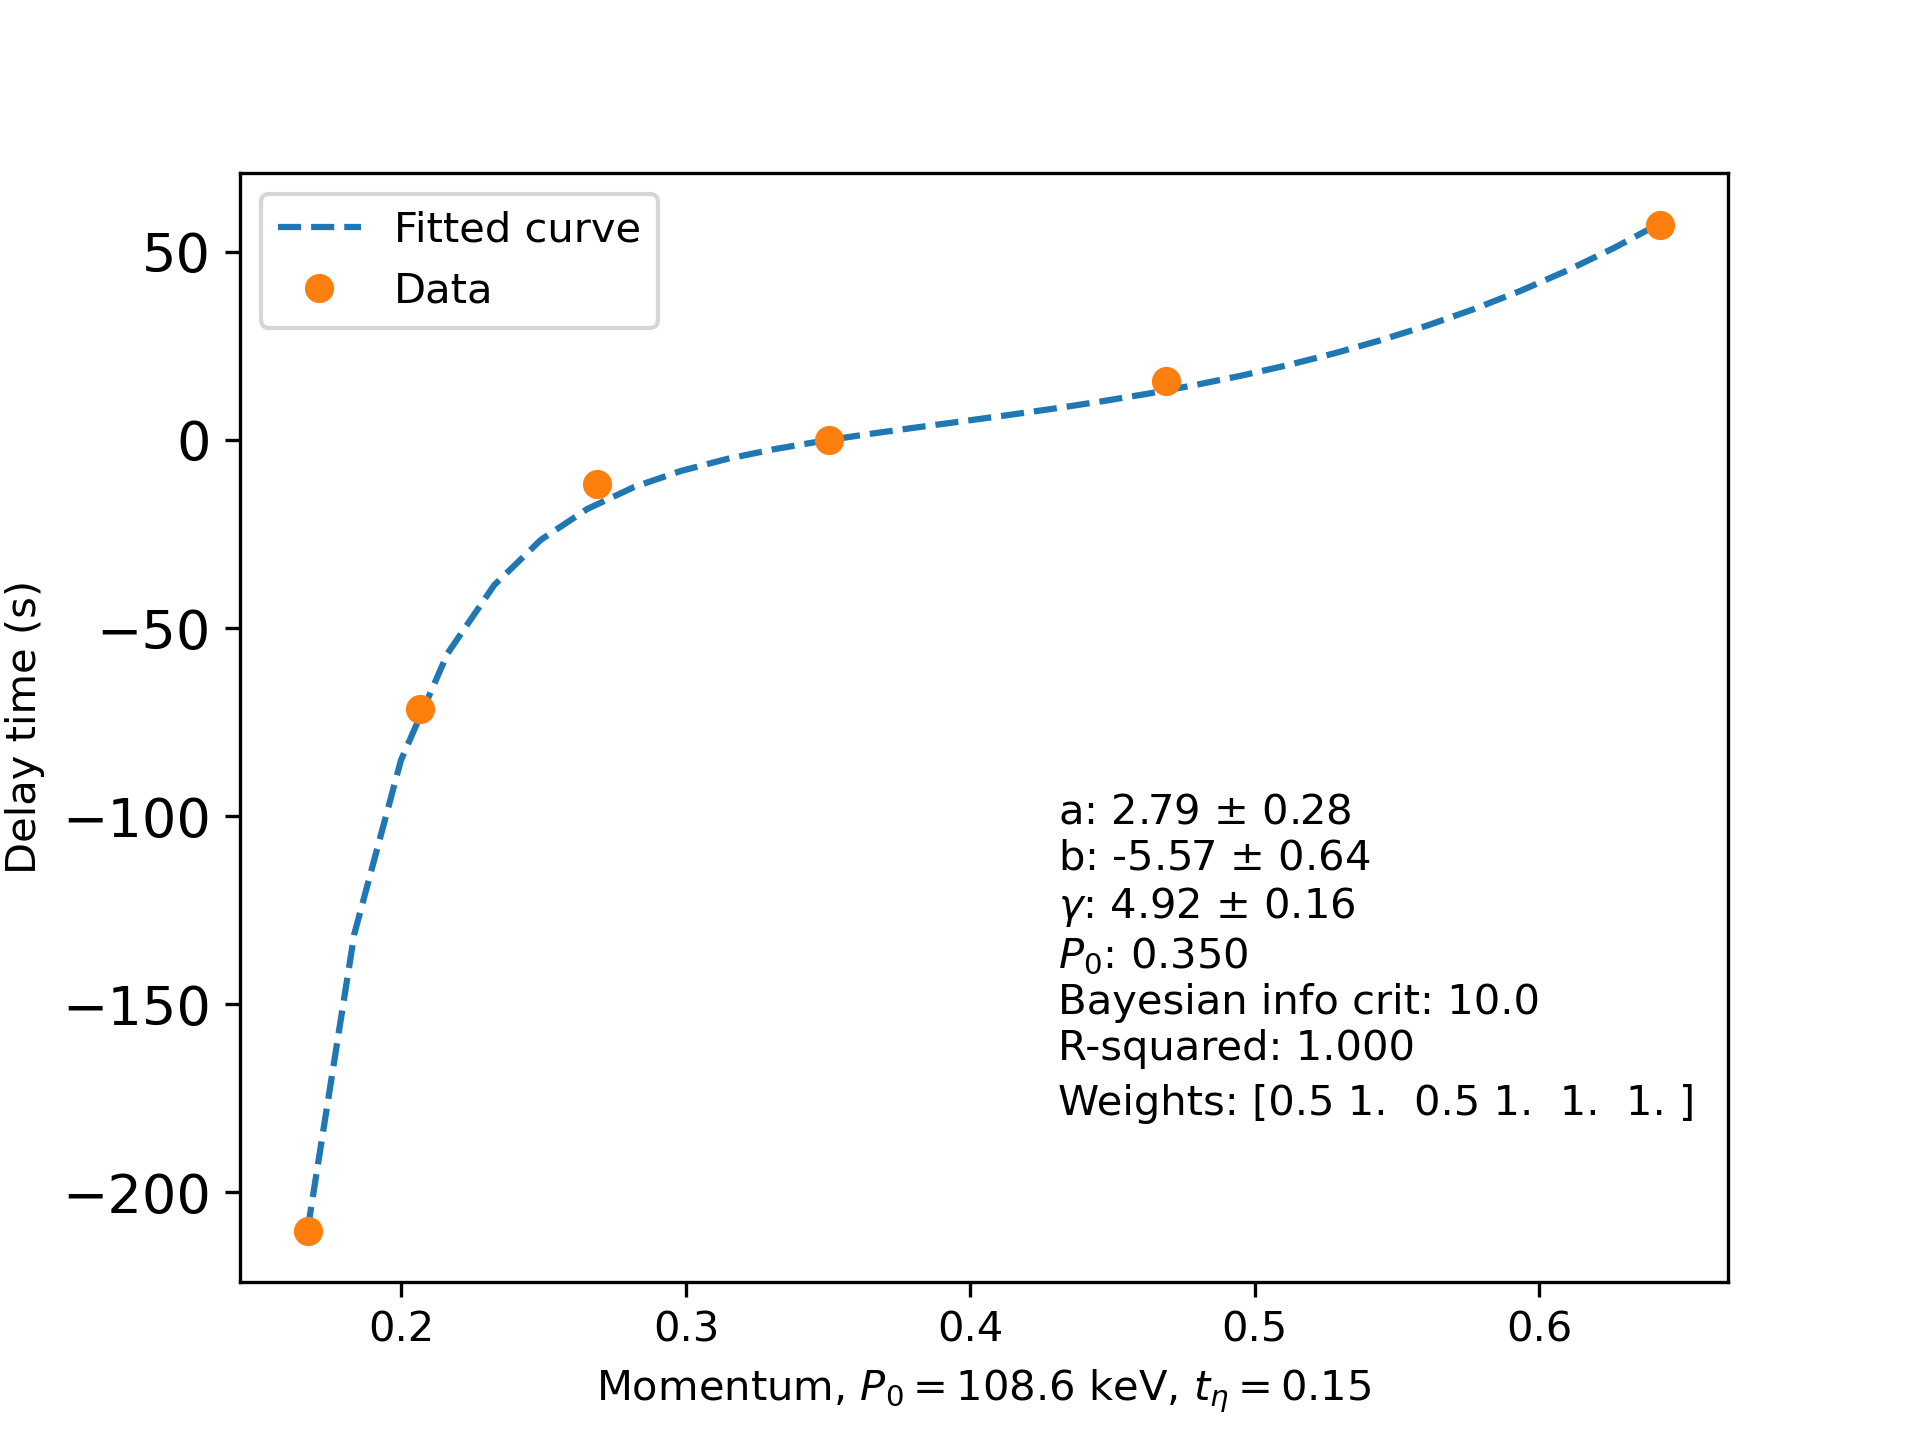 Fitted curve
Data
50
0
−50
−100
−150
−200
Delay time (s)
a: 2.79 ± 0.28
b: -5.57 ± 0.64
γ: 4.92 ± 0.16
P₀: 0.350
Bayesian info crit: 10.0
R-squared: 1.000
Weights: [0.5 1.  0.5 1.  1.  1. ]
0.2 0.3 0.4 0.5 0.6
Momentum, P₀ = 108.6 keV, tη = 0.15